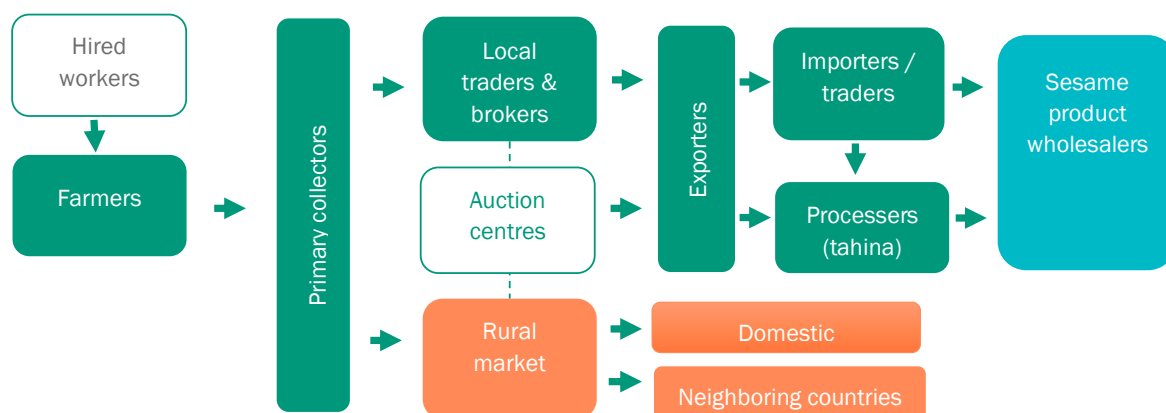 Hired
workers
Farmers
Primary collectors
Local
traders &
brokers
Auction
centres
Rural
market
Exporters
Importers /
traders
Processers
(tahina)
Sesame
product
wholesalers
Domestic
Neighboring countries